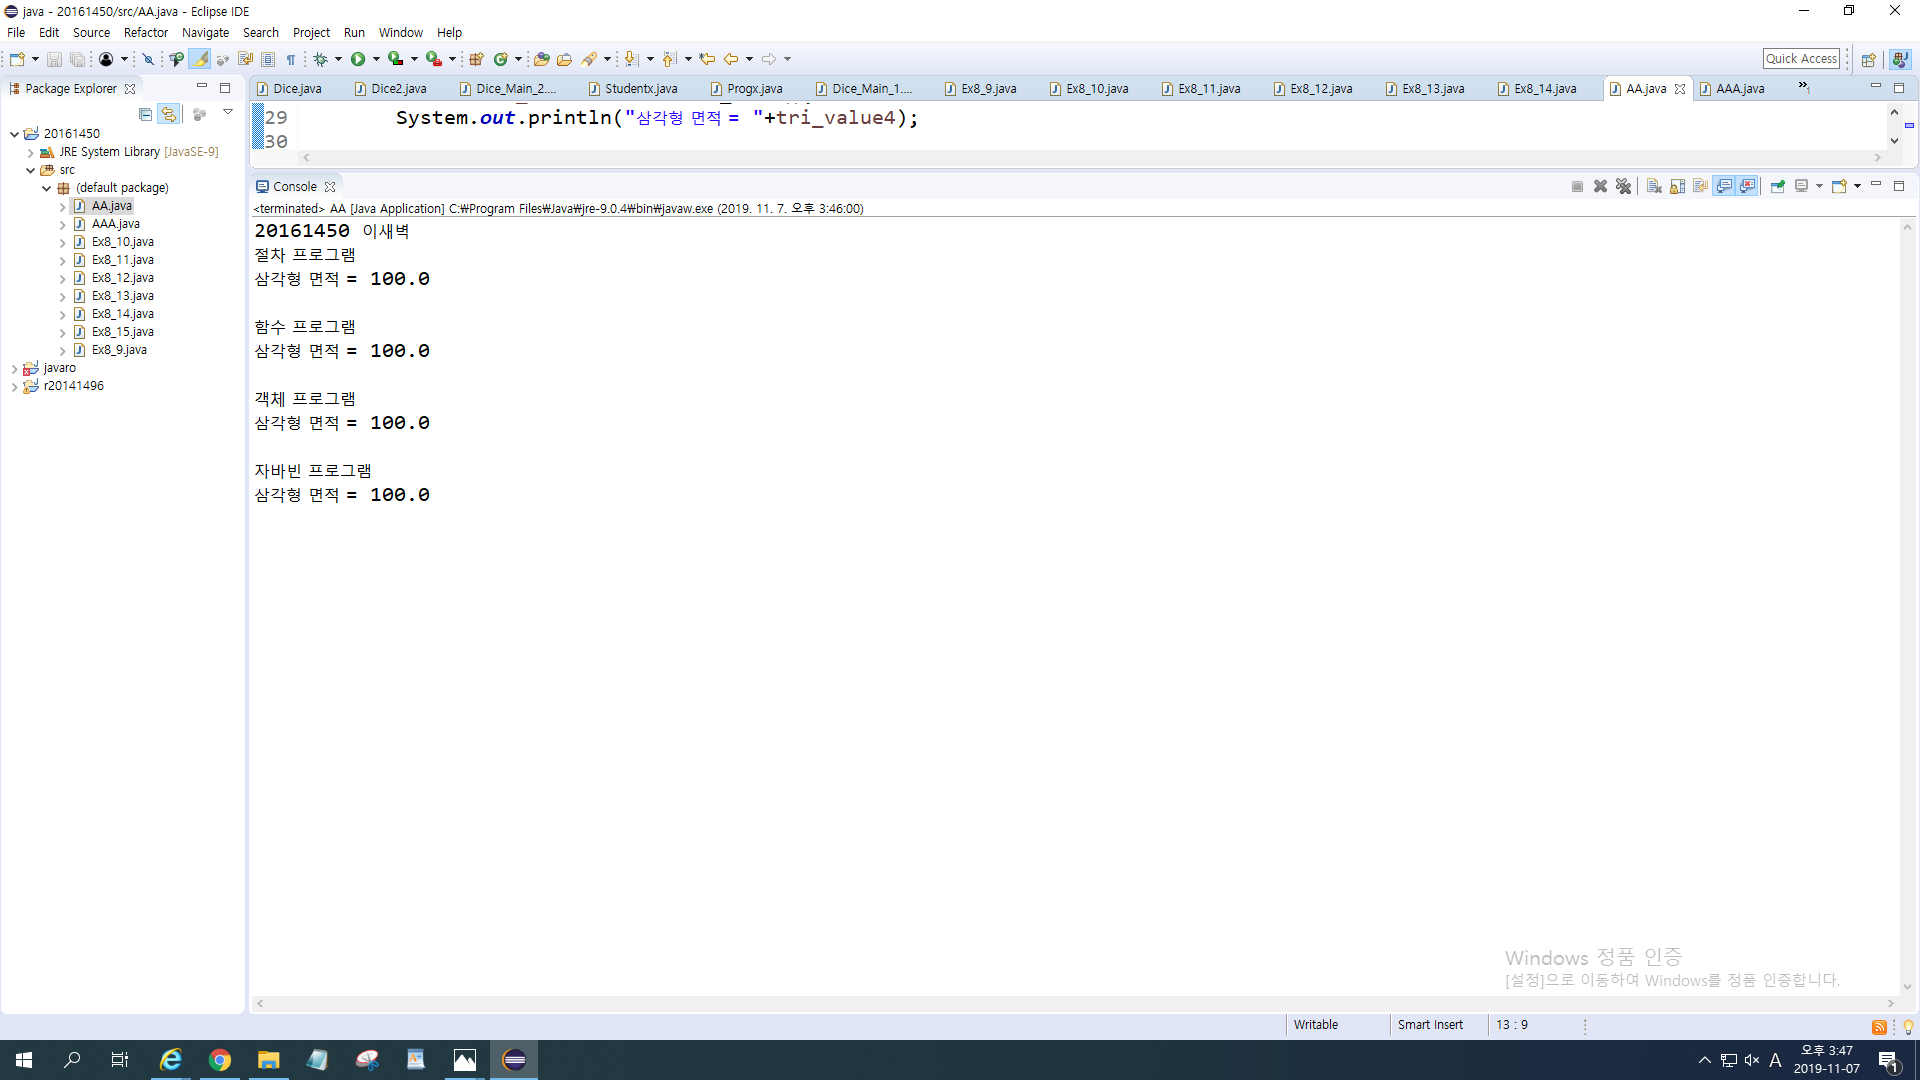 java - 20161450/src/AA.java - Eclipse IDE
File Edit Source Refactor Navigate Search Project Run Window Help
Quick Access
Package Explorer
Dice.java Dice2.java Dice_Main_2.... Studentx.java Progx.java Dice_Main_1.... Ex8_9.java Ex8_10.java Ex8_11.java Ex8_12.java Ex8_13.java Ex8_14.java AA.java AAA.java
20161450
JRE System Library [JavaSE-9]
src
(default package)
AA.java
AAA.java
Ex8_10.java
Ex8_11.java
Ex8_12.java
Ex8_13.java
Ex8_14.java
Ex8_15.java
Ex8_9.java
javaro
r20141496
29 System.out.println("삼각형 면적 = "+tri_value4);
30
Console
<terminated> AA [Java Application] C:₩Program Files₩Java₩jre-9.0.4₩bin₩javaw.exe (2019. 11. 7. 오후 3:46:00)
20161450 이새벽
절차 프로그램
삼각형 면적 = 100.0
함수 프로그램
삼각형 면적 = 100.0
객체 프로그램
삼각형 면적 = 100.0
자바빈 프로그램
삼각형 면적 = 100.0
Windows 정품 인증
[설정]으로 이동하여 Windows를 정품 인증합니다.
Writable Smart Insert 13 : 9
A 오후 3:47
2019-11-07
1